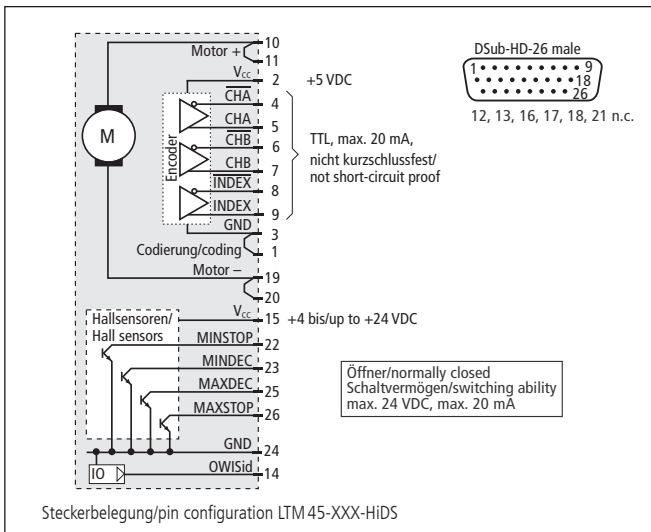 10
Motor +
11
VCC
2
+5 VDC
CHA
4
CHA
5
CHB
6
CHB
7
INDEX
8
INDEX
9
GND
3
Codierung/coding
1
Motor –
19
20
M
Encoder
TTL, max. 20 mA,
nicht kurzschlussfest/
not short-circuit proof
DSub-HD-26 male
1
9
18
26
12, 13, 16, 17, 18, 21 n.c.
Hallsensoren/
Hall sensors
VCC
15
+4 bis/up to +24 VDC
MINSTOP
22
MINDEC
23
MAXDEC
25
MAXSTOP
26
GND
24
IO
OWISid
14
Öffner/normally closed
Schaltvermögen/switching ability
max. 24 VDC, max. 20 mA
Steckerbelegung/pin configuration LTM 45-XXX-HiDS